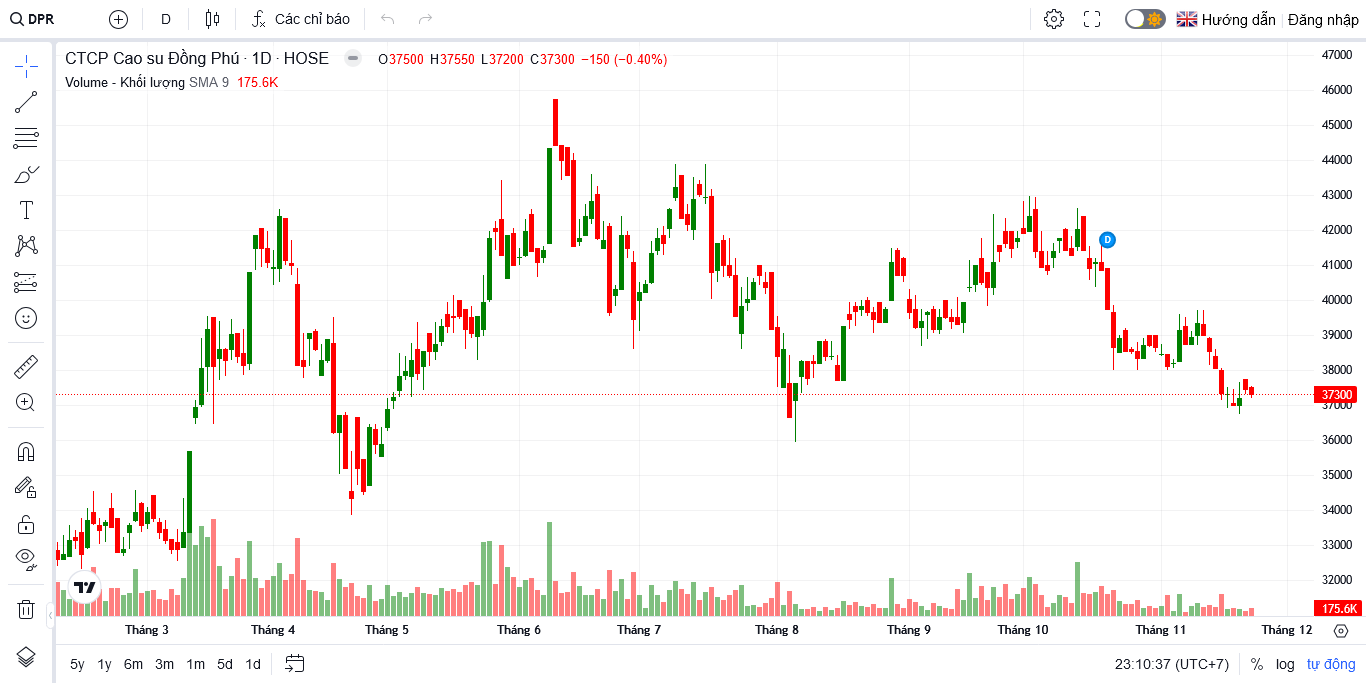 DPR D Các chỉ báo Hướng dẫn Đăng nhập
CTCP Cao su Đồng Phú · 1D · HOSE O37500 H37550 L37200 C37300 −150 (−0.40%)
Volume - Khối lượng SMA 9 175.6K
47000
46000
45000
44000
43000
42000
D
41000
40000
39000
38000
37300
37000
36000
35000
34000
33000
32000
175.6K
Tháng 3 Tháng 4 Tháng 5 Tháng 6 Tháng 7 Tháng 8 Tháng 9 Tháng 10 Tháng 11 Tháng 12
5y 1y 6m 3m 1m 5d 1d 23:10:37 (UTC+7) % log tự động